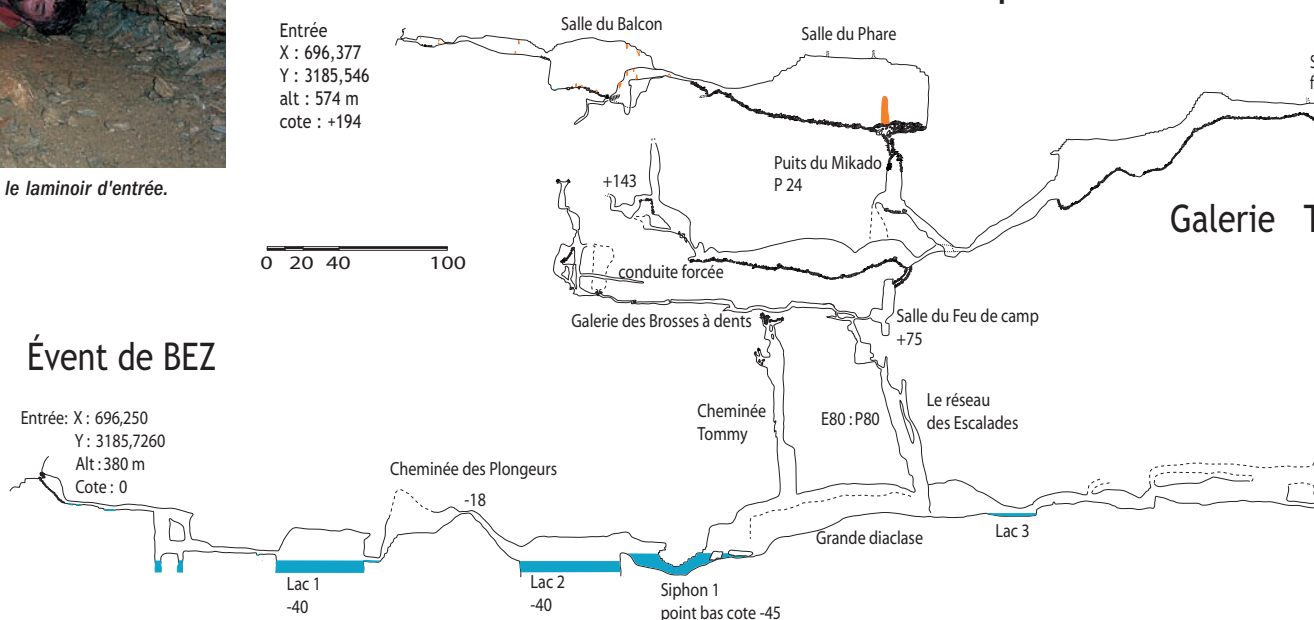 le laminoir d'entrée.
Entrée
X : 696,377
Y : 3185,546
alt : 574 m
cote : +194
Salle du Balcon
Salle du Phare
Puits du Mikado
P 24
+143
Galerie
0 20 40 100
conduite forcée
Galerie des Brosses à dents
Salle du Feu de camp
+75
Évent de BEZ
Entrée: X : 696,250
Y : 3185,7260
Alt :380 m
Cote : 0
Cheminée
Tommy
E80 :P80
Le réseau
des Escalades
Cheminée des Plongeurs
-18
Grande diaclase
Lac 3
Lac 1
-40
Lac 2
-40
Siphon 1
point bas cote -45